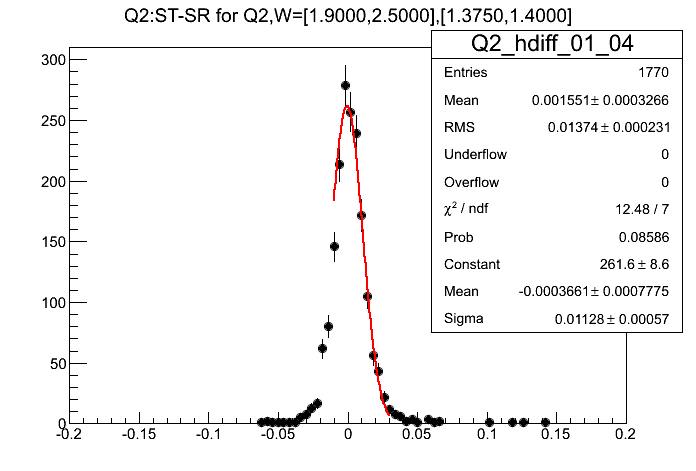 Q2:ST-SR for Q2,W=[1.9000,2.5000],[1.3750,1.4000]
Q2_hdiff_01_04
Entries 1770
Mean 0.001551± 0.0003266
RMS 0.01374± 0.000231
Underflow 0
Overflow 0
χ² / ndf 12.48 / 7
Prob 0.08586
Constant 261.6± 8.6
Mean -0.0003661± 0.0007775
Sigma 0.01128± 0.00057
300
250
200
150
100
50
0
-0.2 -0.15 -0.1 -0.05 0 0.05 0.1 0.15 0.2